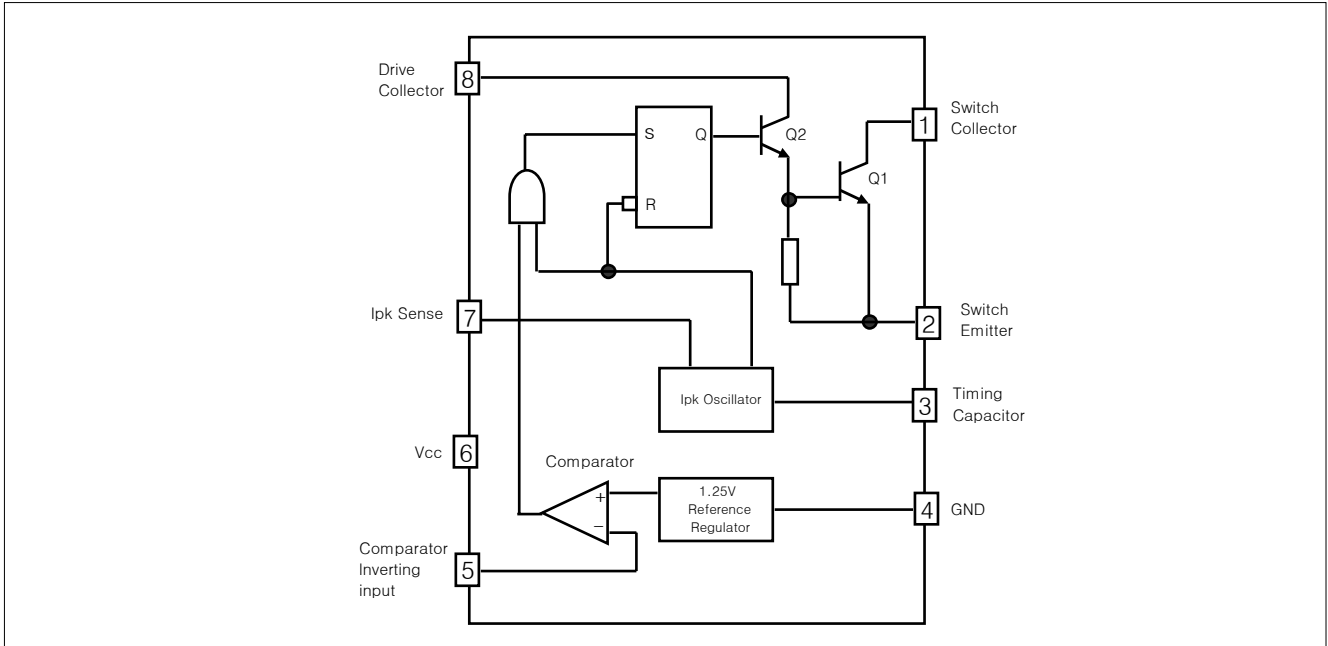 Drive
Collector
8
S
Q
Q2
R
Q1
1
Switch
Collector
Ipk Sense
7
2
Switch
Emitter
Ipk Oscillator
3
Timing
Capacitor
Vcc
6
Comparator
+
−
1.25V
Reference
Regulator
4
GND
Comparator
Inverting
input
5